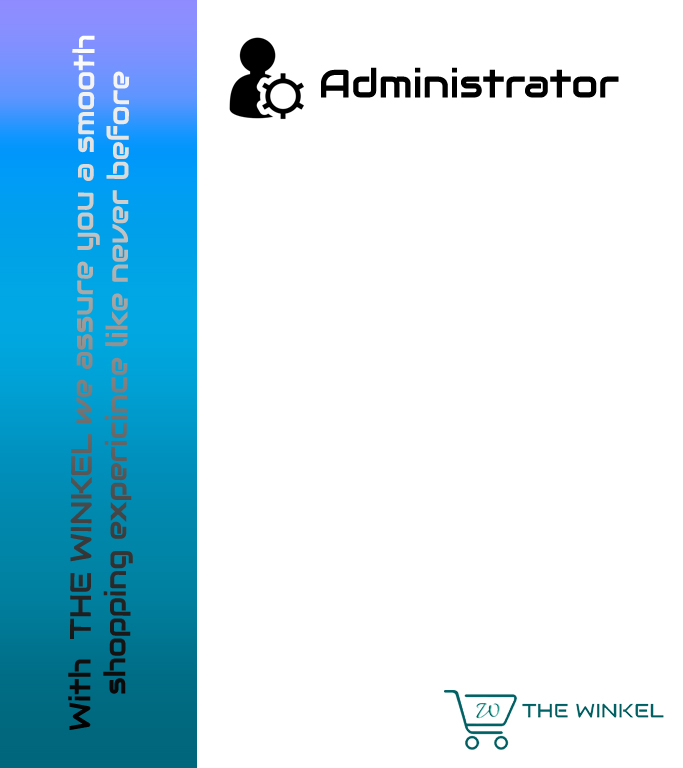 With THE WINKEL we assure you a smooth
shopping expericince like never before
Administrator
W THE WINKEL